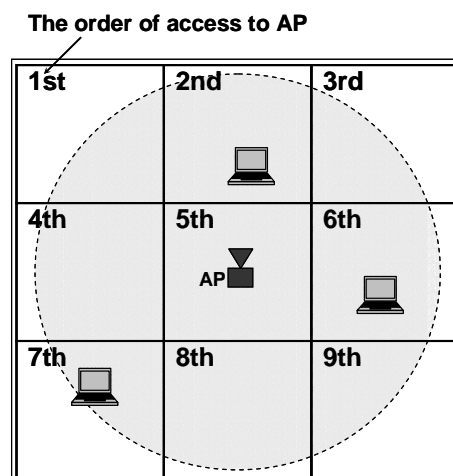 The order of access to AP
1st 2nd 3rd
4th 5th 6th
AP
7th 8th 9th